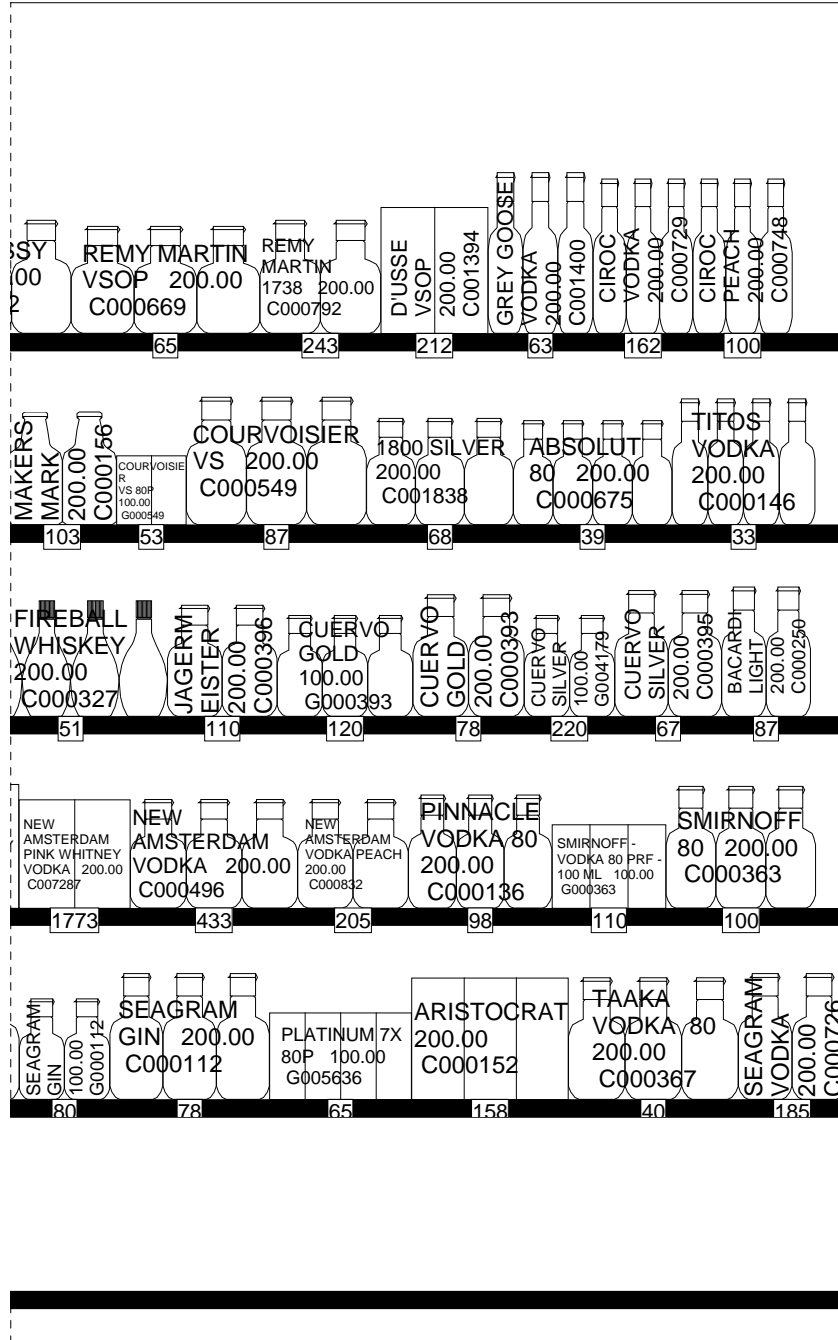 SSY
.00
2
REMY MARTIN
VSOP 200.00
C000669
REMY
MARTIN
1738 200.00
C000792
D'USSE
VSOP
200.00
C001394
GREY GOOSE
VODKA
200.00
C001400
CIROC
VODKA
200.00
C000729
CIROC
PEACH
200.00
C000748
65
243
212
63
162
100
MAKERS
MARK
200.00
C000156
COURVOISIE
R
VS 80P
100.00
G000549
COURVOISIER
VS 200.00
C000549
1800 SILVER
200.00
C001838
ABSOLUT
80 200.00
C000675
TITOS
VODKA
200.00
C000146
103
53
87
68
39
33
FIREBALL
WHISKEY
200.00
C000327
JAGERM
EISTER
200.00
C000396
CUERVO
GOLD
100.00
G000393
CUERVO
GOLD
200.00
C000393
CUERVO
SILVER
100.00
G004179
CUERVO
SILVER
200.00
C000395
BACARDI
LIGHT
200.00
C000250
51
110
120
78
220
67
87
NEW
AMSTERDAM
PINK WHITNEY
VODKA 200.00
C007287
NEW
AMSTERDAM
VODKA 200.00
C000496
NEW
AMSTERDAM
VODKA PEACH
200.00
C000832
PINNACLE
VODKA 80
200.00
C000136
SMIRNOFF -
VODKA 80 PRF -
100 ML 100.00
G000363
SMIRNOFF
80 200.00
C000363
1773
433
205
98
110
100
SEAGRAM
GIN
100.00
G000112
SEAGRAM
GIN 200.00
C000112
PLATINUM 7X
80P 100.00
G005636
ARISTOCRAT
200.00
C000152
TAAKA
VODKA 80
200.00
C000367
SEAGRAM
VODKA
200.00
C000726
80
78
65
158
40
185